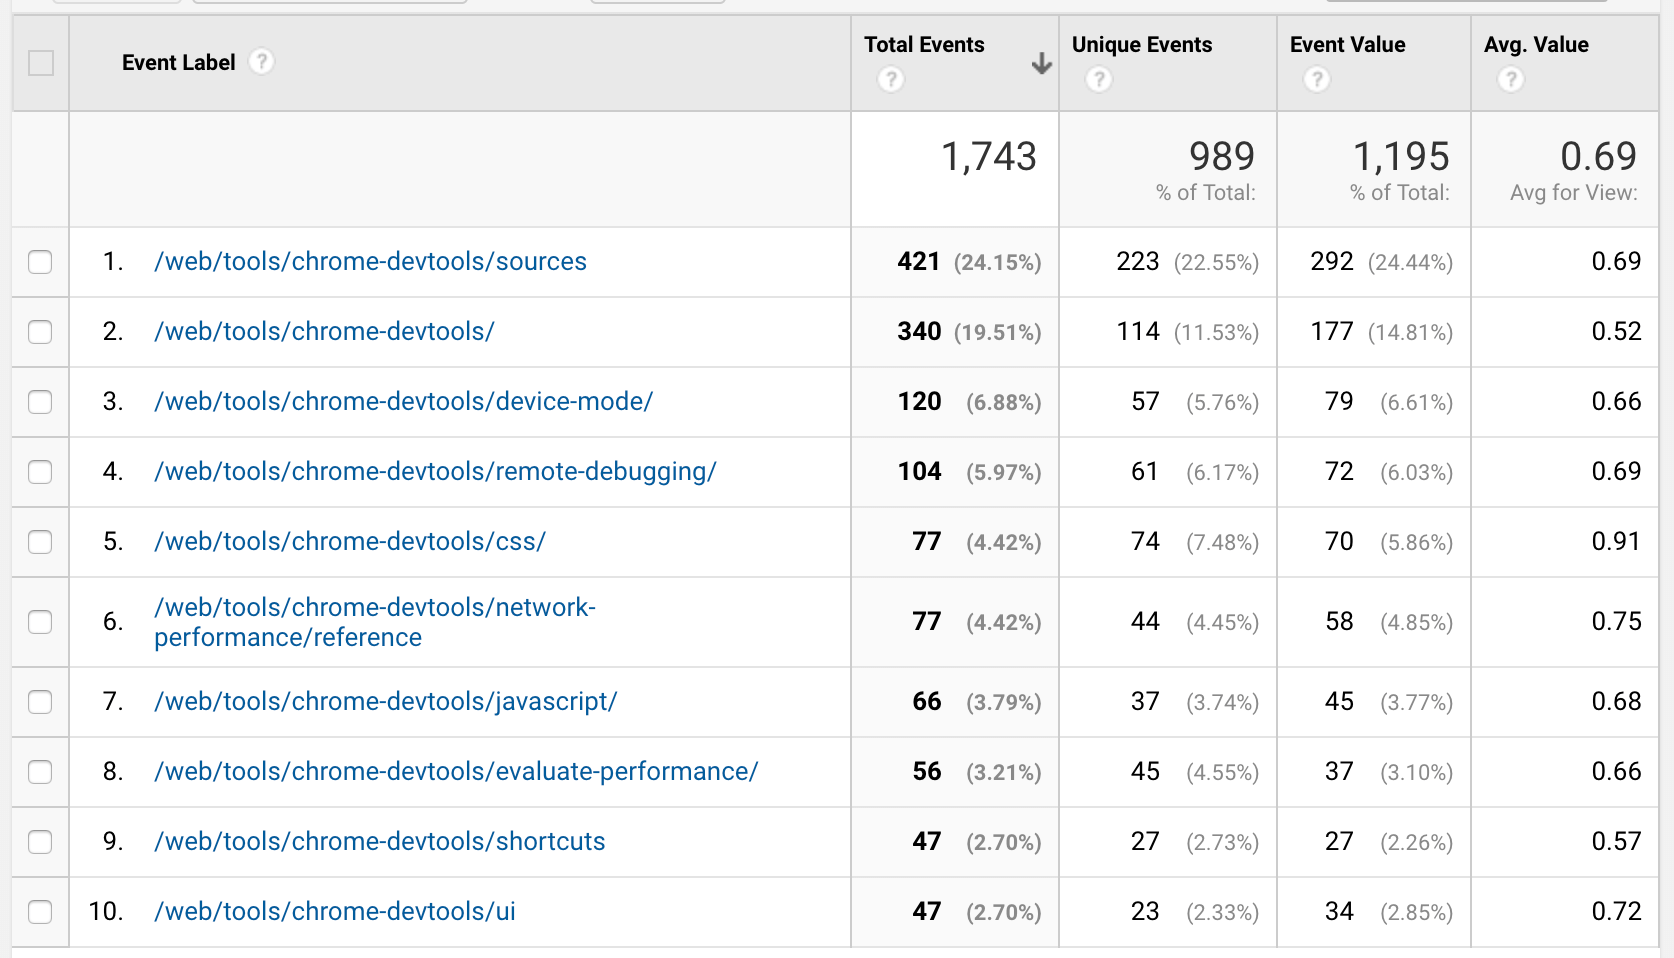 Event Label ? Total Events ? Unique Events ? Event Value ? Avg. Value ?
1,743 989 1,195 0.69
% of Total: % of Total: Avg for View:
1. /web/tools/chrome-devtools/sources 421 (24.15%) 223 (22.55%) 292 (24.44%) 0.69
2. /web/tools/chrome-devtools/ 340 (19.51%) 114 (11.53%) 177 (14.81%) 0.52
3. /web/tools/chrome-devtools/device-mode/ 120 (6.88%) 57 (5.76%) 79 (6.61%) 0.66
4. /web/tools/chrome-devtools/remote-debugging/ 104 (5.97%) 61 (6.17%) 72 (6.03%) 0.69
5. /web/tools/chrome-devtools/css/ 77 (4.42%) 74 (7.48%) 70 (5.86%) 0.91
6. /web/tools/chrome-devtools/network-
performance/reference 77 (4.42%) 44 (4.45%) 58 (4.85%) 0.75
7. /web/tools/chrome-devtools/javascript/ 66 (3.79%) 37 (3.74%) 45 (3.77%) 0.68
8. /web/tools/chrome-devtools/evaluate-performance/ 56 (3.21%) 45 (4.55%) 37 (3.10%) 0.66
9. /web/tools/chrome-devtools/shortcuts 47 (2.70%) 27 (2.73%) 27 (2.26%) 0.57
10. /web/tools/chrome-devtools/ui 47 (2.70%) 23 (2.33%) 34 (2.85%) 0.72